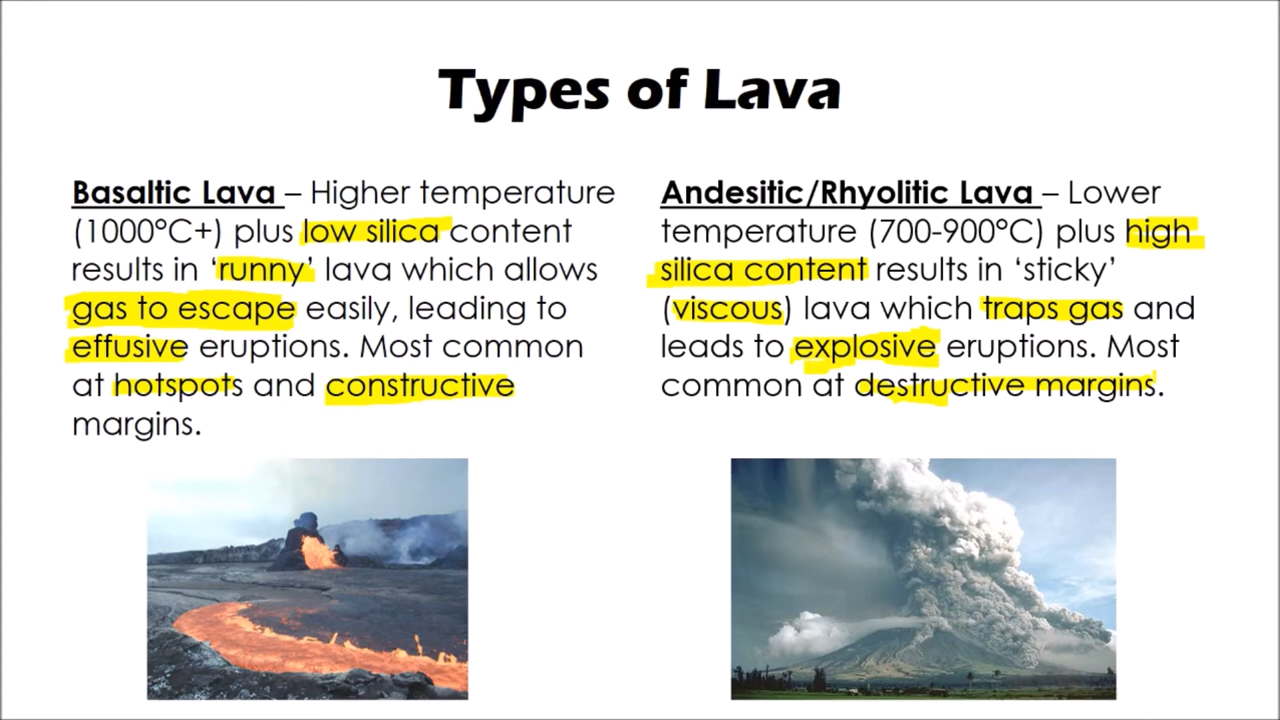 Types of Lava
Basaltic Lava – Higher temperature
(1000°C+) plus low silica content
results in ‘runny’ lava which allows
gas to escape easily, leading to
effusive eruptions. Most common
at hotspots and constructive
margins.
Andesitic/Rhyolitic Lava – Lower
temperature (700-900°C) plus high
silica content results in ‘sticky’
(viscous) lava which traps gas and
leads to explosive eruptions. Most
common at destructive margins.